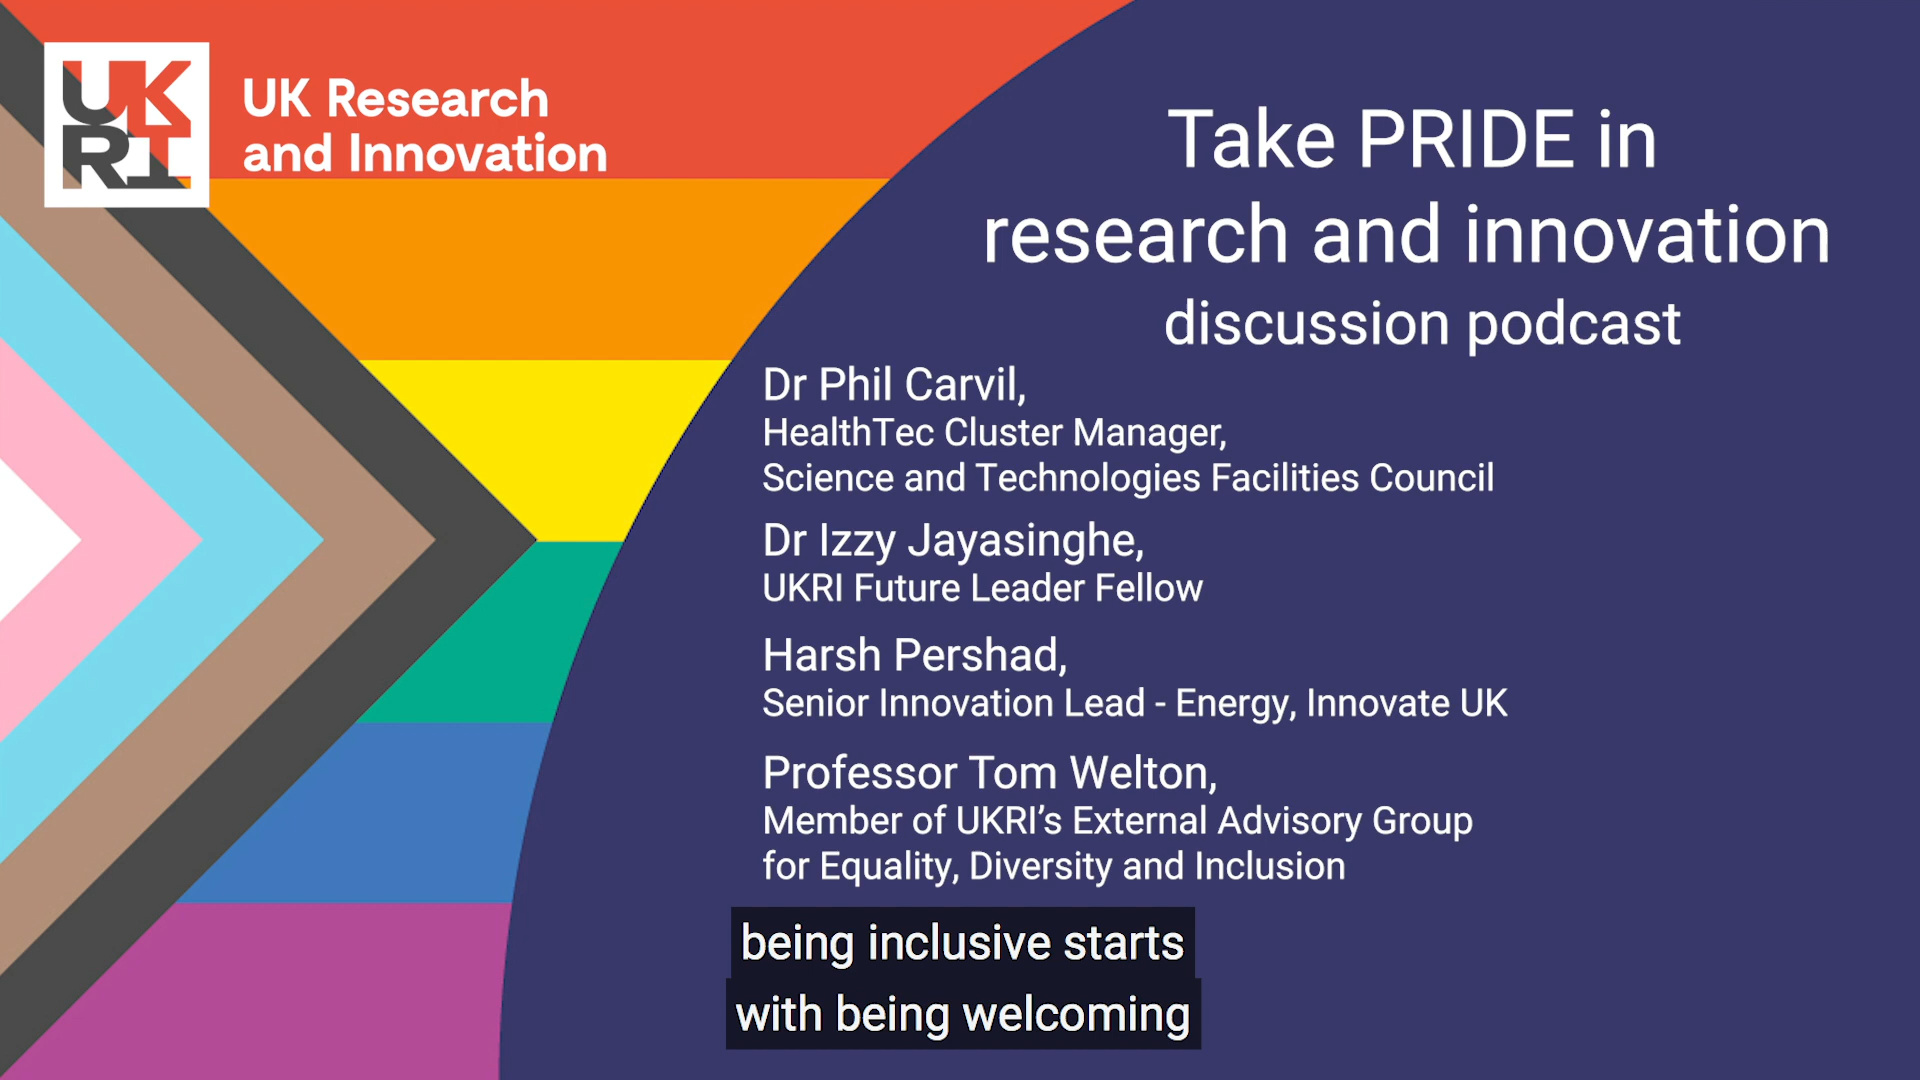 UK
RI
UK Research
and Innovation
Take PRIDE in
research and innovation
discussion podcast
Dr Phil Carvil,
HealthTec Cluster Manager,
Science and Technologies Facilities Council
Dr Izzy Jayasinghe,
UKRI Future Leader Fellow
Harsh Pershad,
Senior Innovation Lead - Energy, Innovate UK
Professor Tom Welton,
Member of UKRI’s External Advisory Group
for Equality, Diversity and Inclusion
being inclusive starts
with being welcoming